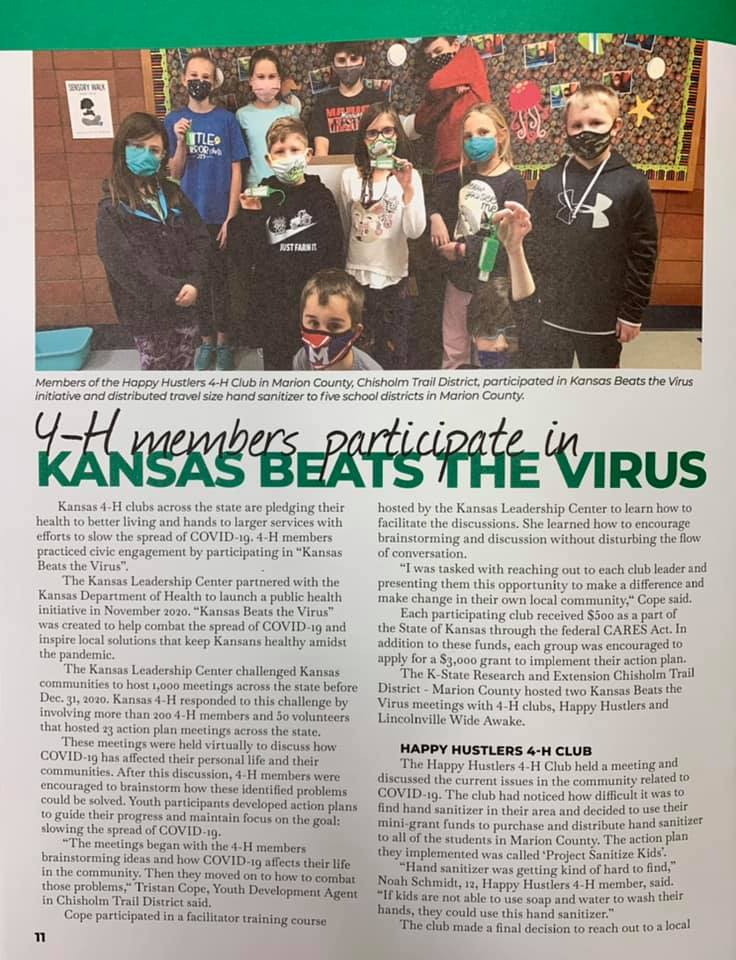 SENSORY WALK
JUST FARM IT
Members of the Happy Hustlers 4-H Club in Marion County, Chisholm Trail District, participated in Kansas Beats the Virus
initiative and distributed travel size hand sanitizer to five school districts in Marion County.
4-H members participate in
KANSAS BEATS THE VIRUS
Kansas 4-H clubs across the state are pledging their
health to better living and hands to larger services with
efforts to slow the spread of COVID-19. 4-H members
practiced civic engagement by participating in “Kansas
Beats the Virus”.
The Kansas Leadership Center partnered with the
Kansas Department of Health to launch a public health
initiative in November 2020. “Kansas Beats the Virus”
was created to help combat the spread of COVID-19 and
inspire local solutions that keep Kansans healthy amidst
the pandemic.
The Kansas Leadership Center challenged Kansas
communities to host 1,000 meetings across the state before
Dec. 31, 2020. Kansas 4-H responded to this challenge by
involving more than 200 4-H members and 50 volunteers
that hosted 23 action plan meetings across the state.
These meetings were held virtually to discuss how
COVID-19 has affected their personal life and their
communities. After this discussion, 4-H members were
encouraged to brainstorm how these identified problems
could be solved. Youth participants developed action plans
to guide their progress and maintain focus on the goal:
slowing the spread of COVID-19.
“The meetings began with the 4-H members
brainstorming ideas and how COVID-19 affects their life
in the community. Then they moved on to how to combat
those problems,“ Tristan Cope, Youth Development Agent
in Chisholm Trail District said.
Cope participated in a facilitator training course
11
hosted by the Kansas Leadership Center to learn how to
facilitate the discussions. She learned how to encourage
brainstorming and discussion without disturbing the flow
of conversation.
“I was tasked with reaching out to each club leader and
presenting them this opportunity to make a difference and
make change in their own local community,“ Cope said.
Each participating club received $500 as a part of
the State of Kansas through the federal CARES Act. In
addition to these funds, each group was encouraged to
apply for a $3,000 grant to implement their action plan.
The K-State Research and Extension Chisholm Trail
District - Marion County hosted two Kansas Beats the
Virus meetings with 4-H clubs, Happy Hustlers and
Lincolnville Wide Awake.
HAPPY HUSTLERS 4-H CLUB
The Happy Hustlers 4-H Club held a meeting and
discussed the current issues in the community related to
COVID-19. The club had noticed how difficult it was to
find hand sanitizer in their area and decided to use their
mini-grant funds to purchase and distribute hand sanitizer
to all of the students in Marion County. The action plan
they implemented was called ‘Project Sanitize Kids’.
“Hand sanitizer was getting kind of hard to find,”
Noah Schmidt, 12, Happy Hustlers 4-H member, said.
“If kids are not able to use soap and water to wash their
hands, they could use this hand sanitizer.”
The club made a final decision to reach out to a local